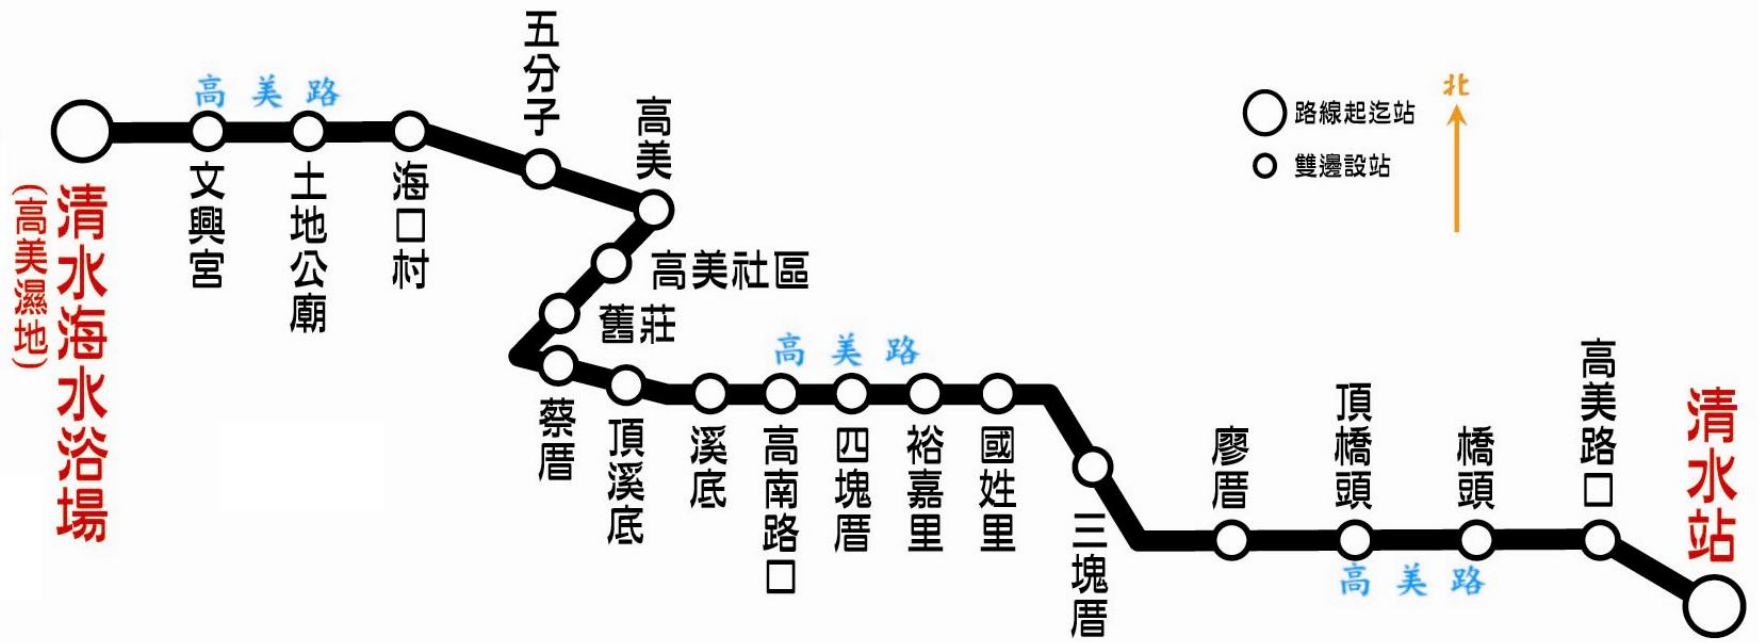 高美路
清水海水浴場
(高美濕地)
文興宮
土地公廟
海口村
五分子
高美
高美社區
舊莊
蔡厝
頂溪底
溪底
高南路口
高美路
四塊厝
裕嘉里
國姓里
三塊厝
廖厝
頂橋頭
橋頭
高美路口
高美路
清水站
路線起迄站
雙邊設站
北